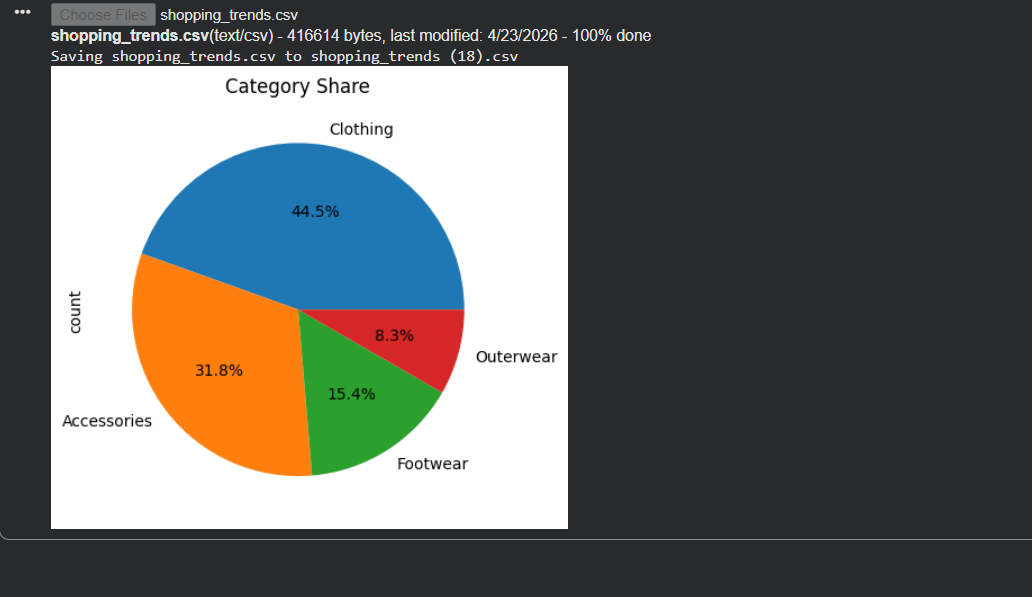 ••• Choose Files shopping_trends.csv
shopping_trends.csv(text/csv) - 416614 bytes, last modified: 4/23/2026 - 100% done
Saving shopping_trends.csv to shopping_trends (18).csv
Category Share
Clothing
44.5%
count
8.3%
Outerwear
31.8%
15.4%
Accessories
Footwear